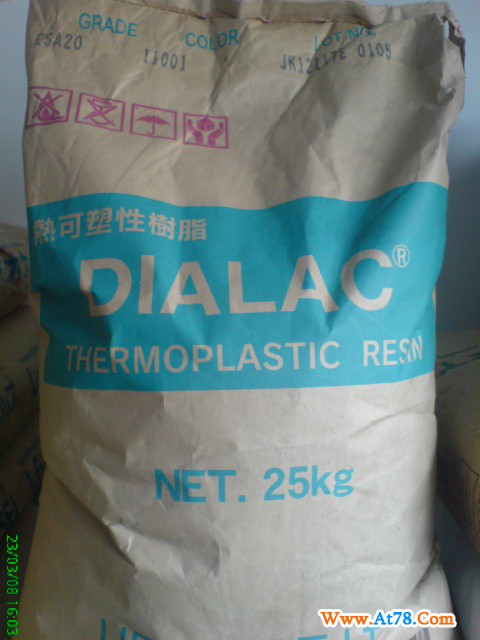 GRADE COLOR LOT NO.
ESA20 11001 JK12117E 0105
熱可塑性樹脂
DIALAC®
THERMOPLASTIC RESIN
NET. 25kg
23/03/08 16:03
www.At78.Com